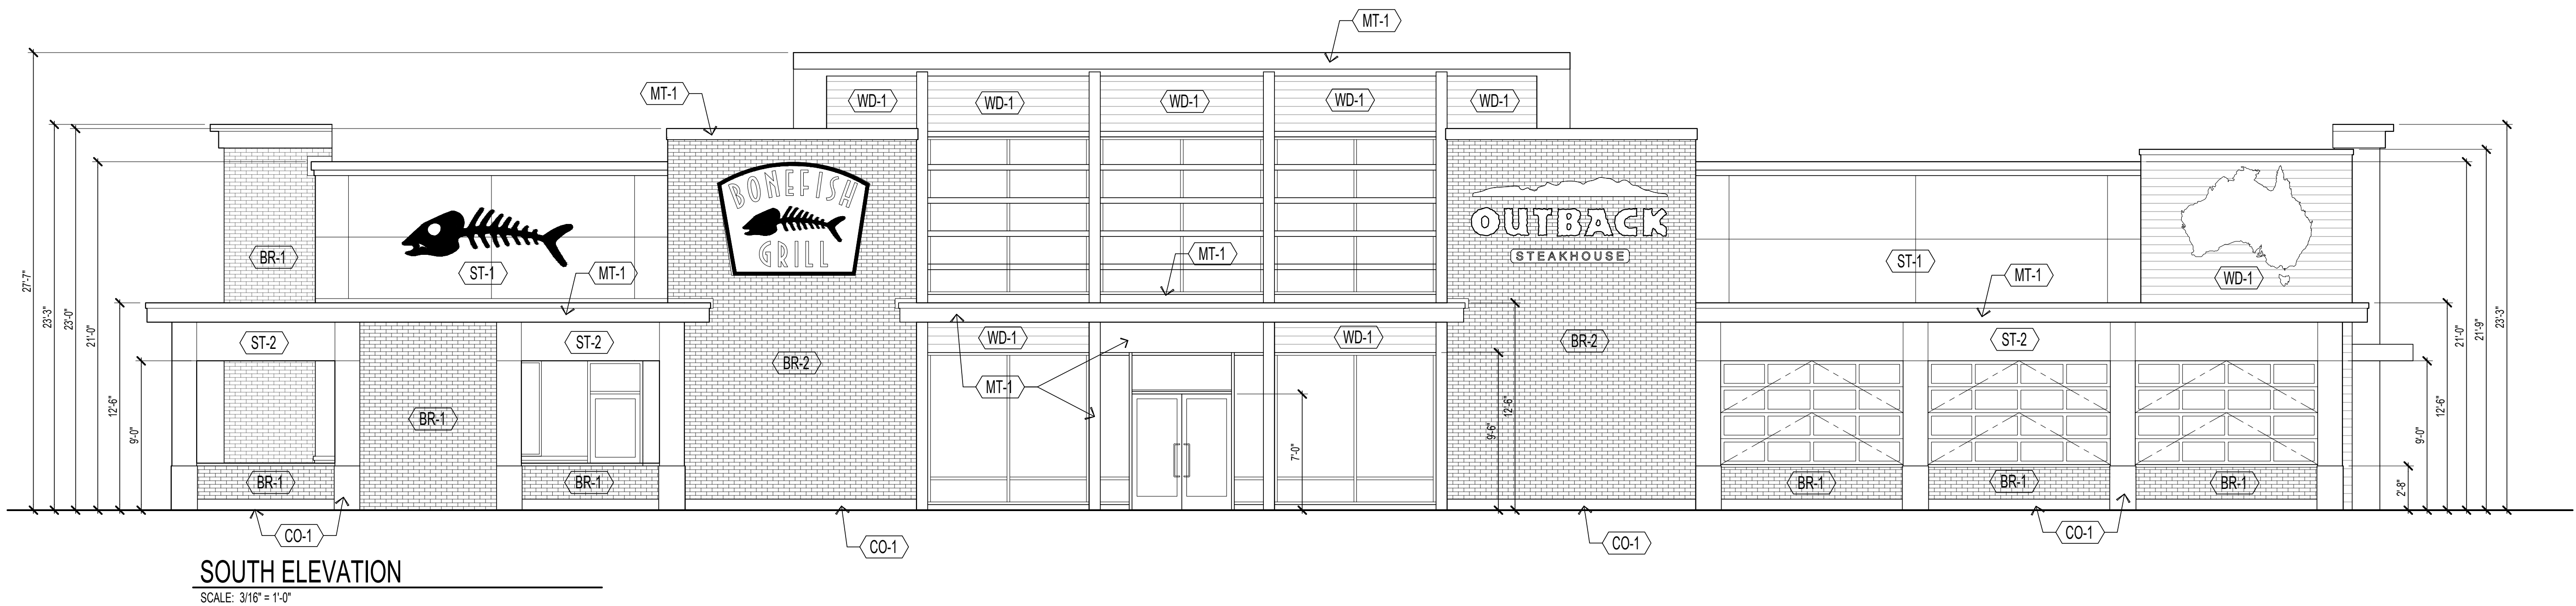 MT-1
MT-1
WD-1
WD-1
WD-1
WD-1
WD-1
BONEFISH
GRILL
OUTBACK
STEAKHOUSE
BR-1
ST-1
MT-1
MT-1
ST-1
MT-1
WD-1
27'-7"
23'-3"
23'-0"
21'-0"
12'-6"
9'-0"
ST-2
ST-2
BR-2
WD-1
WD-1
MT-1
BR-2
ST-2
BR-1
7'-0"
9'-6"
12'-6"
BR-1
BR-1
BR-1
BR-1
BR-1
2'-8"
9'-0"
12'-6"
21'-0"
21'-9"
23'-3"
CO-1
CO-1
CO-1
CO-1
SOUTH ELEVATION
SCALE: 3/16" = 1'-0"